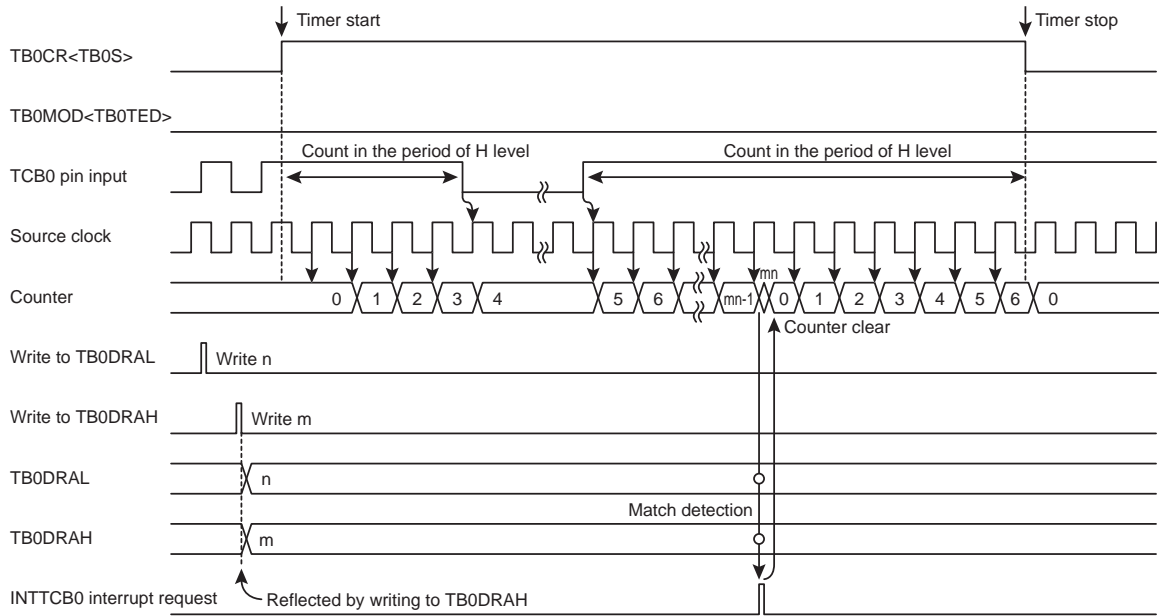 Timer start
Timer stop
TB0CR<TB0S>
TB0MOD<TB0TED>
Count in the period of H level
Count in the period of H level
TCB0 pin input
Source clock
mn
Counter
0 1 2 3 4 5 6 mn-1 0 1 2 3 4 5 6 0
Counter clear
Write to TB0DRAL
Write n
Write to TB0DRAH
Write m
TB0DRAL
n
Match detection
TB0DRAH
m
INTTCB0 interrupt request
Reflected by writing to TB0DRAH